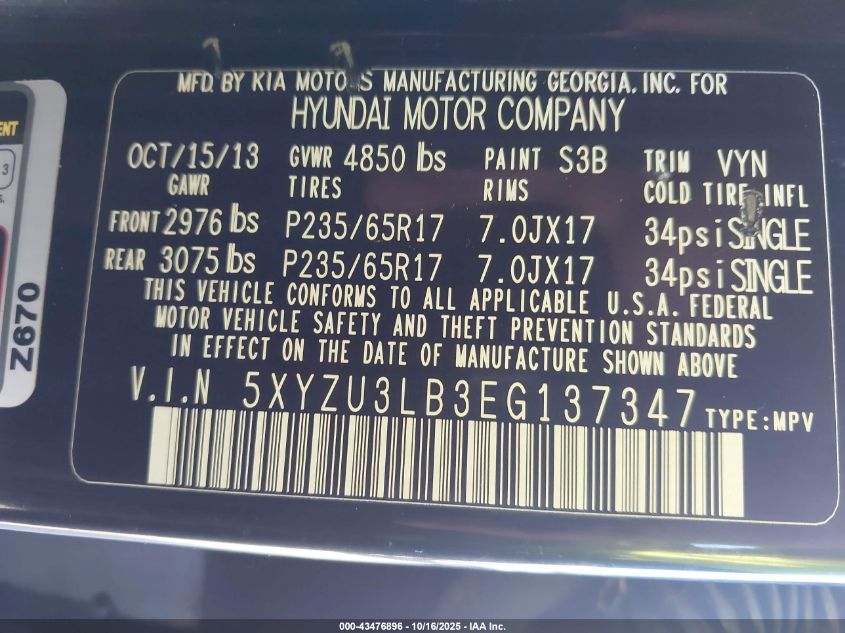 MFD BY KIA MOTORS MANUFACTURING GEORGIA, INC. FOR
HYUNDAI MOTOR COMPANY
OCT/15/13 GVWR 4850 lbs PAINT S3B TRIM VYN
GAWR TIRES RIMS COLD TIRE INFL
FRONT 2976 lbs P235/65R17 7.0JX17 34psi SINGLE
REAR 3075 lbs P235/65R17 7.0JX17 34psi SINGLE
THIS VEHICLE CONFORMS TO ALL APPLICABLE U.S.A. FEDERAL
MOTOR VEHICLE SAFETY AND THEFT PREVENTION STANDARDS
IN EFFECT ON THE DATE OF MANUFACTURE SHOWN ABOVE
V.I.N 5XYZU3LB3EG137347 TYPE:MPV
Z670
3
000 -43476896 - 10/16/2025 - IAA Inc.